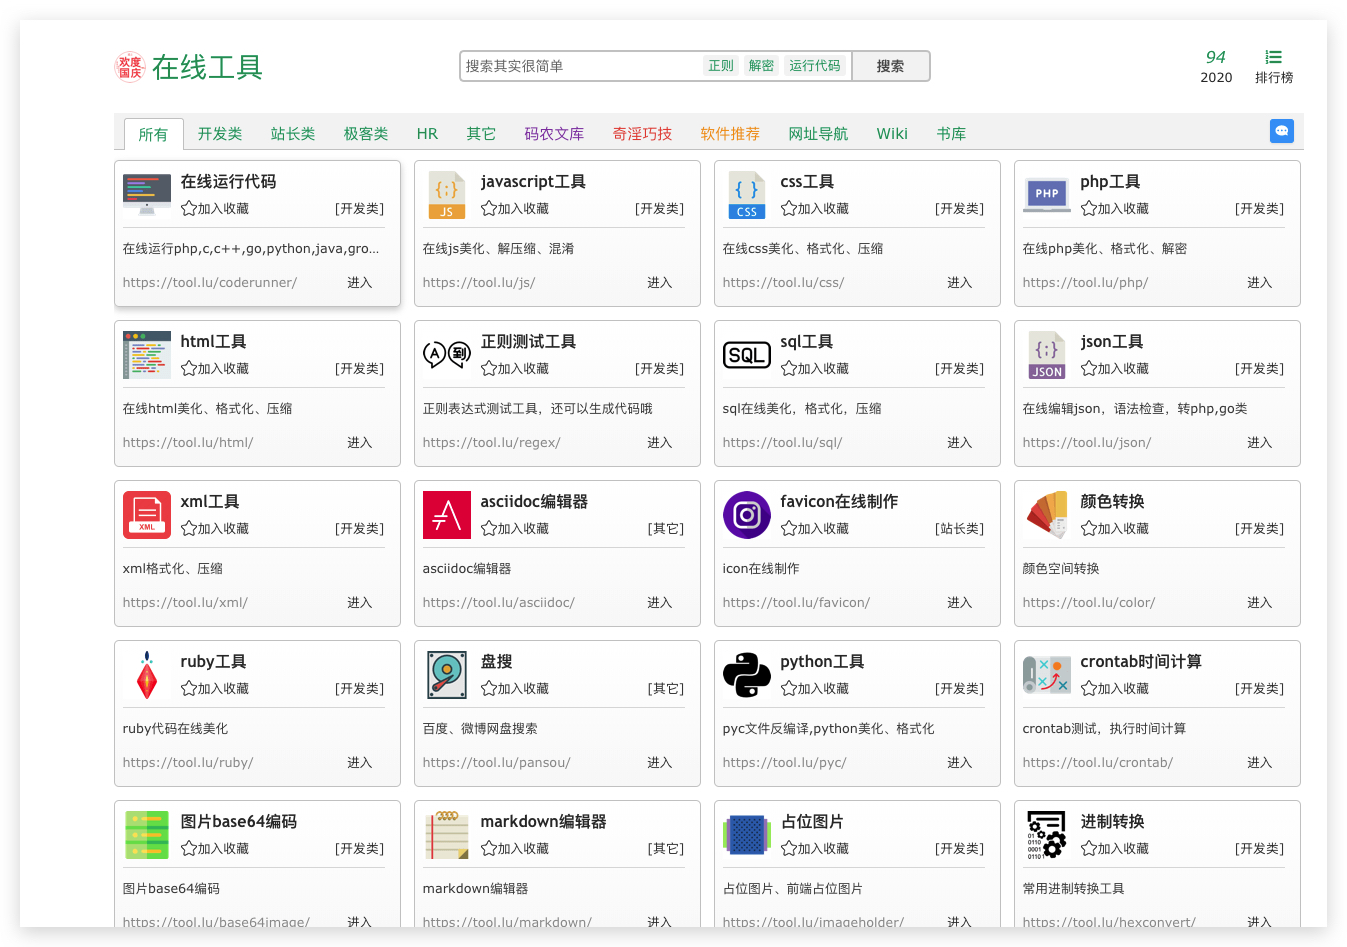 欢度
国庆
在线工具
搜索其实很简单 正则 解密 运行代码 搜索
94
2020
排行榜
所有 开发类 站长类 极客类 HR 其它 码农文库 奇淫巧技 软件推荐 网址导航 Wiki 书库
在线运行代码
加入收藏 [开发类]
在线运行php,c,c++,go,python,java,gro...
https://tool.lu/coderunner/ 进入
JS
javascript工具
加入收藏 [开发类]
在线js美化、解压缩、混淆
https://tool.lu/js/ 进入
CSS
css工具
加入收藏 [开发类]
在线css美化、格式化、压缩
https://tool.lu/css/ 进入
PHP
php工具
加入收藏 [开发类]
在线php美化、格式化、解密
https://tool.lu/php/ 进入
html工具
加入收藏 [开发类]
在线html美化、格式化、压缩
https://tool.lu/html/ 进入
A 到
正则测试工具
加入收藏 [开发类]
正则表达式测试工具，还可以生成代码哦
https://tool.lu/regex/ 进入
SQL
sql工具
加入收藏 [开发类]
sql在线美化，格式化，压缩
https://tool.lu/sql/ 进入
JSON
json工具
加入收藏 [开发类]
在线编辑json，语法检查，转php,go类
https://tool.lu/json/ 进入
XML
xml工具
加入收藏 [开发类]
xml格式化、压缩
https://tool.lu/xml/ 进入
asciidoc编辑器
加入收藏 [其它]
asciidoc编辑器
https://tool.lu/asciidoc/ 进入
favicon在线制作
加入收藏 [站长类]
icon在线制作
https://tool.lu/favicon/ 进入
颜色转换
加入收藏 [开发类]
颜色空间转换
https://tool.lu/color/ 进入
ruby工具
加入收藏 [开发类]
ruby代码在线美化
https://tool.lu/ruby/ 进入
盘搜
加入收藏 [其它]
百度、微博网盘搜索
https://tool.lu/pansou/ 进入
python工具
加入收藏 [开发类]
pyc文件反编译,python美化、格式化
https://tool.lu/pyc/ 进入
crontab时间计算
加入收藏 [开发类]
crontab测试，执行时间计算
https://tool.lu/crontab/ 进入
图片base64编码
加入收藏 [开发类]
图片base64编码
https://tool.lu/base64image/ 进入
markdown编辑器
加入收藏 [其它]
markdown编辑器
https://tool.lu/markdown/ 进入
占位图片
加入收藏 [开发类]
占位图片、前端占位图片
https://tool.lu/imageholder/ 进入
01
0110
0001
01101
进制转换
加入收藏 [开发类]
常用进制转换工具
https://tool.lu/hexconvert/ 进入